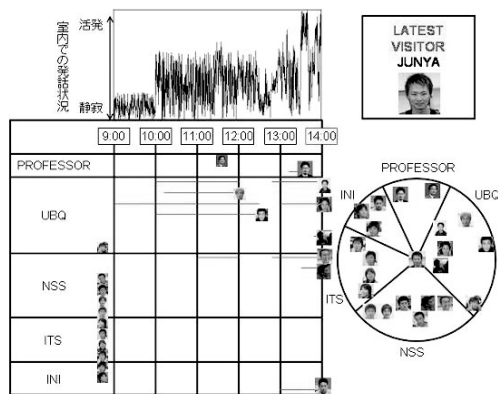 活発
室内での発話状況
静寂
LATEST
VISITOR
JUNYA
9:00 10:00 11:00 12:00 13:00 14:00
PROFESSOR
UBQ
NSS
ITS
INI
PROFESSOR
INI
UBQ
ITS
NSS